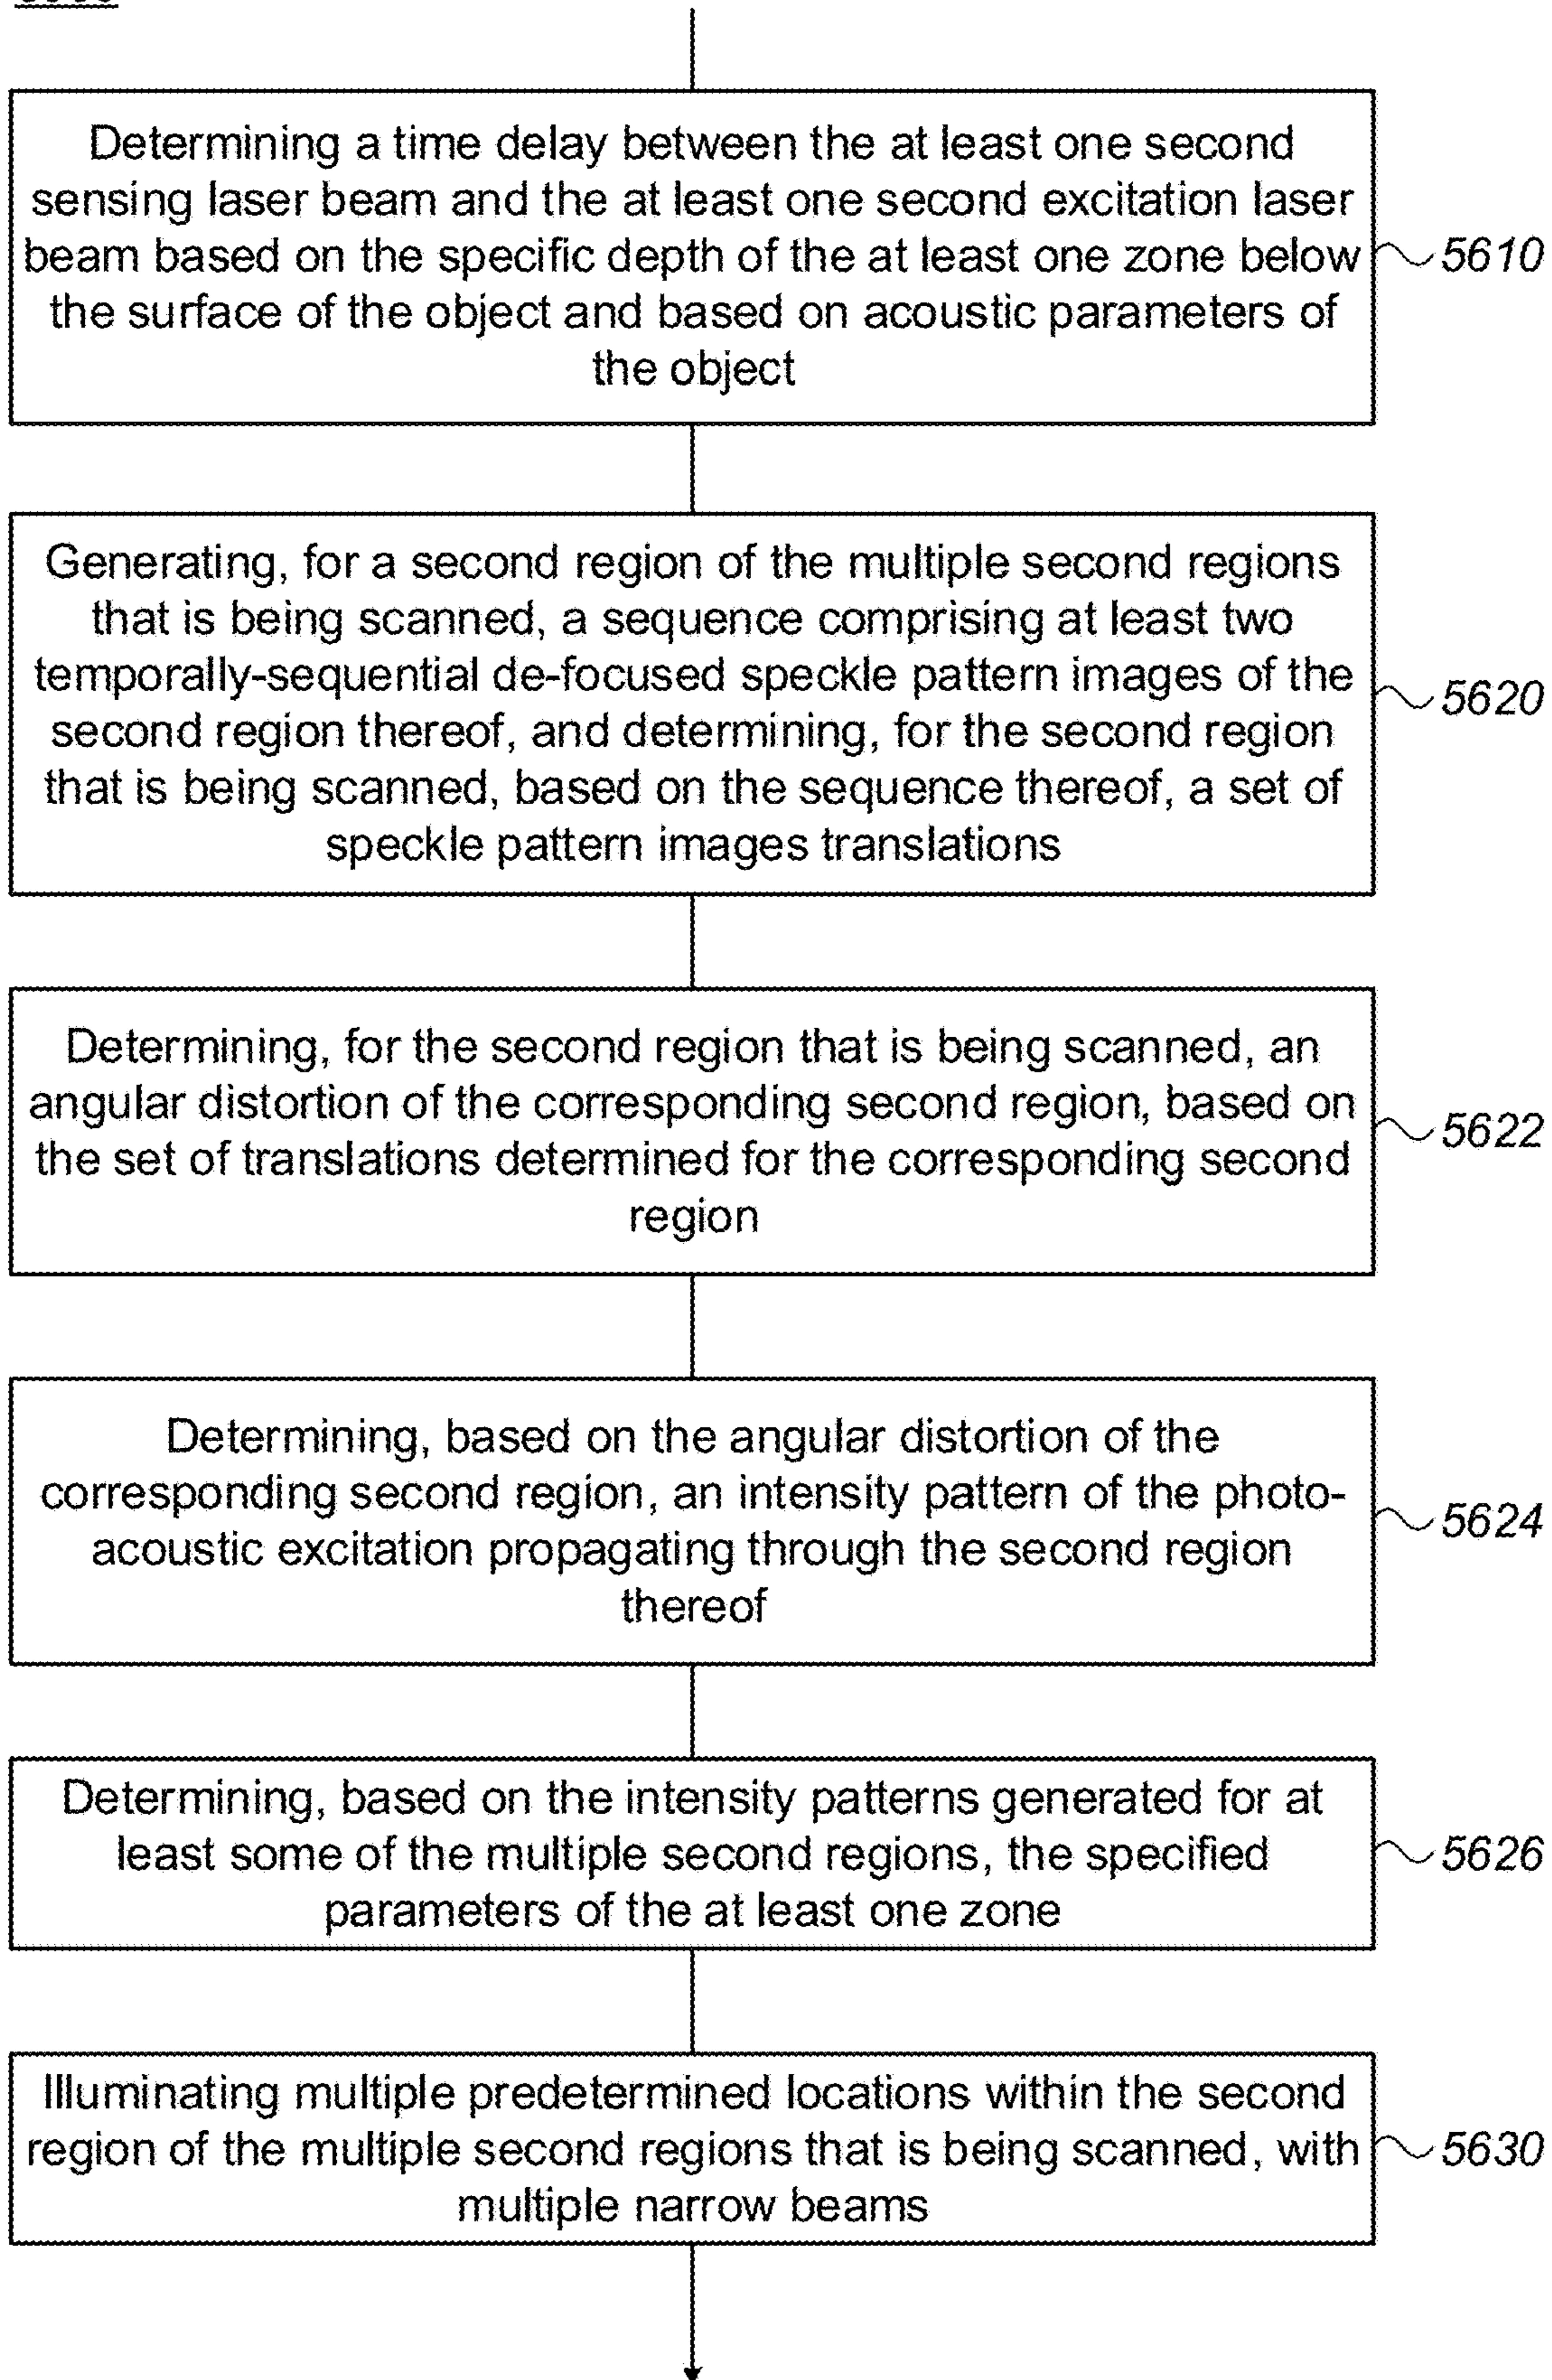 Determining a time delay between the at least one second
sensing laser beam and the at least one second excitation laser
beam based on the specific depth of the at least one zone below
the surface of the object and based on acoustic parameters of
the object
5610
Generating, for a second region of the multiple second regions
that is being scanned, a sequence comprising at least two
temporally-sequential de-focused speckle pattern images of the
second region thereof, and determining, for the second region
that is being scanned, based on the sequence thereof, a set of
speckle pattern images translations
5620
Determining, for the second region that is being scanned, an
angular distortion of the corresponding second region, based on
the set of translations determined for the corresponding second
region
5622
Determining, based on the angular distortion of the
corresponding second region, an intensity pattern of the photo-
acoustic excitation propagating through the second region
thereof
5624
Determining, based on the intensity patterns generated for at
least some of the multiple second regions, the specified
parameters of the at least one zone
5626
Illuminating multiple predetermined locations within the second
region of the multiple second regions that is being scanned, with
multiple narrow beams
5630